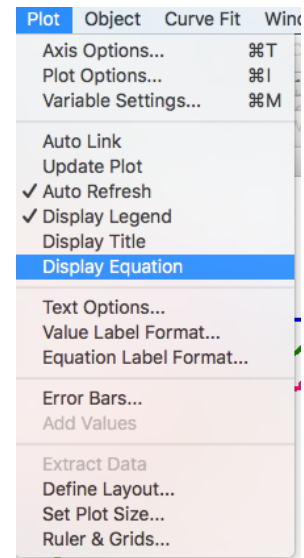 Plot Object Curve Fit
Axis Options... ⌘T
Plot Options... ⌘I
Variable Settings... ⌘M
Auto Link
Update Plot
✓ Auto Refresh
✓ Display Legend
Display Title
Display Equation
Text Options...
Value Label Format...
Equation Label Format...
Error Bars...
Add Values
Extract Data
Define Layout...
Set Plot Size...
Ruler & Grids...